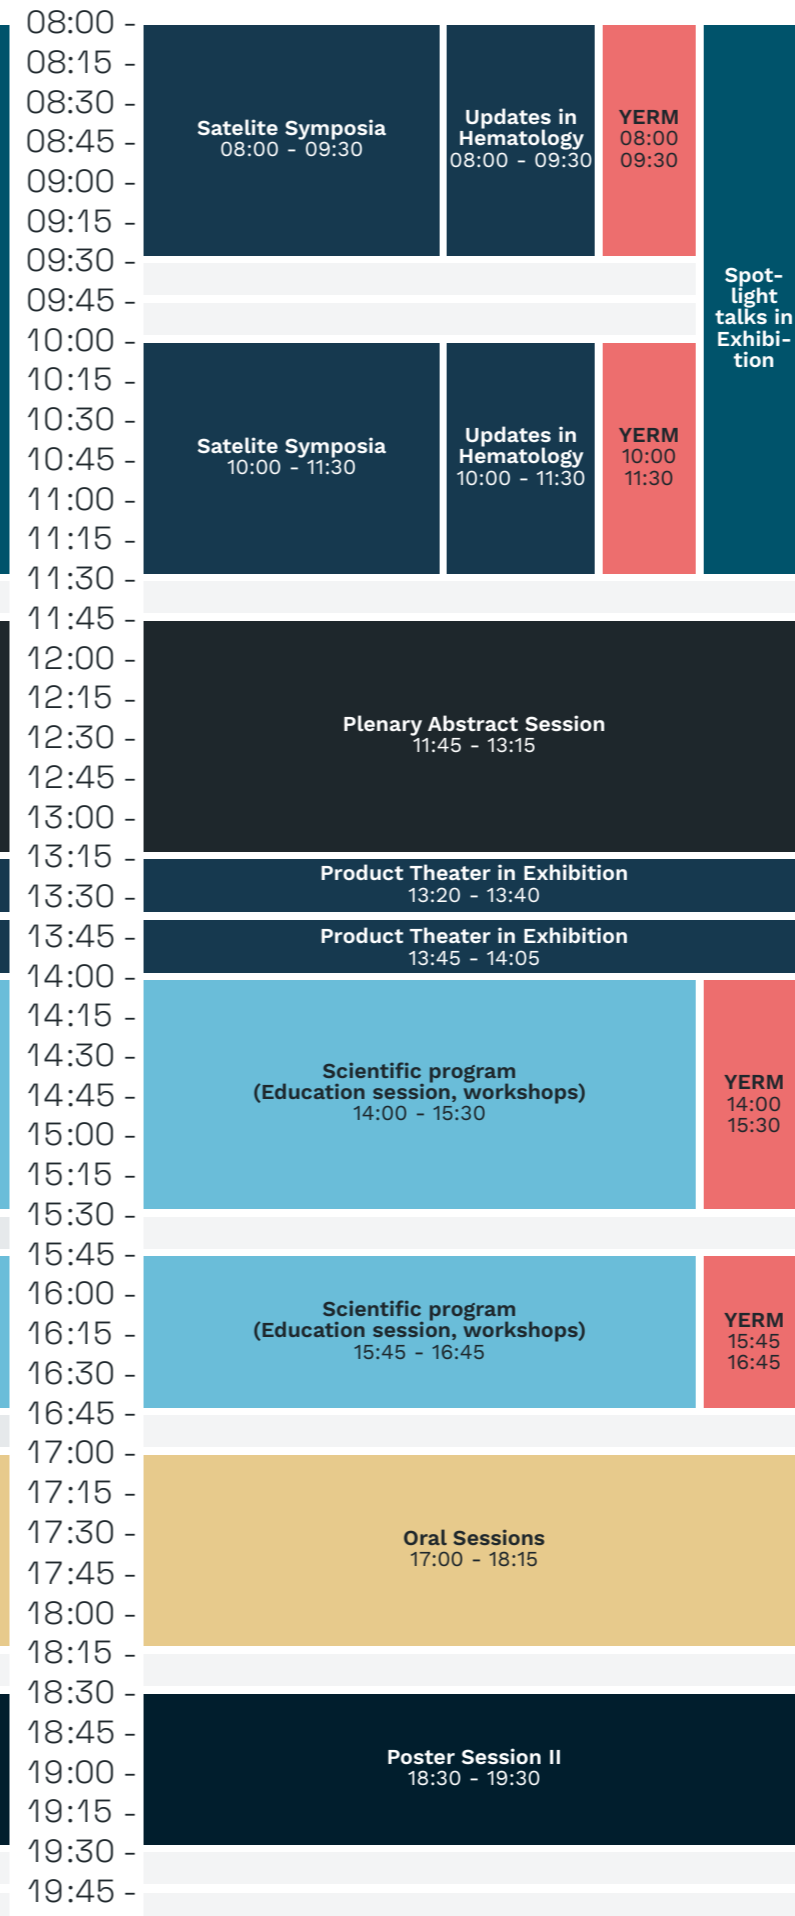 08:00 -
08:15 -
08:30 -
08:45 -
09:00 -
09:15 -
09:30 -
09:45 -
10:00 -
10:15 -
10:30 -
10:45 -
11:00 -
11:15 -
11:30 -
11:45 -
12:00 -
12:15 -
12:30 -
12:45 -
13:00 -
13:15 -
13:30 -
13:45 -
14:00 -
14:15 -
14:30 -
14:45 -
15:00 -
15:15 -
15:30 -
15:45 -
16:00 -
16:15 -
16:30 -
16:45 -
17:00 -
17:15 -
17:30 -
17:45 -
18:00 -
18:15 -
18:30 -
18:45 -
19:00 -
19:15 -
19:30 -
19:45 -
Satelite Symposia
08:00 - 09:30
Updates in
Hematology
08:00 - 09:30
YERM
08:00
09:30
Spot-
light
talks in
Exhibi-
tion
Satelite Symposia
10:00 - 11:30
Updates in
Hematology
10:00 - 11:30
YERM
10:00
11:30
Plenary Abstract Session
11:45 - 13:15
Product Theater in Exhibition
13:20 - 13:40
Product Theater in Exhibition
13:45 - 14:05
Scientific program
(Education session, workshops)
14:00 - 15:30
YERM
14:00
15:30
Scientific program
(Education session, workshops)
15:45 - 16:45
YERM
15:45
16:45
Oral Sessions
17:00 - 18:15
Poster Session II
18:30 - 19:30